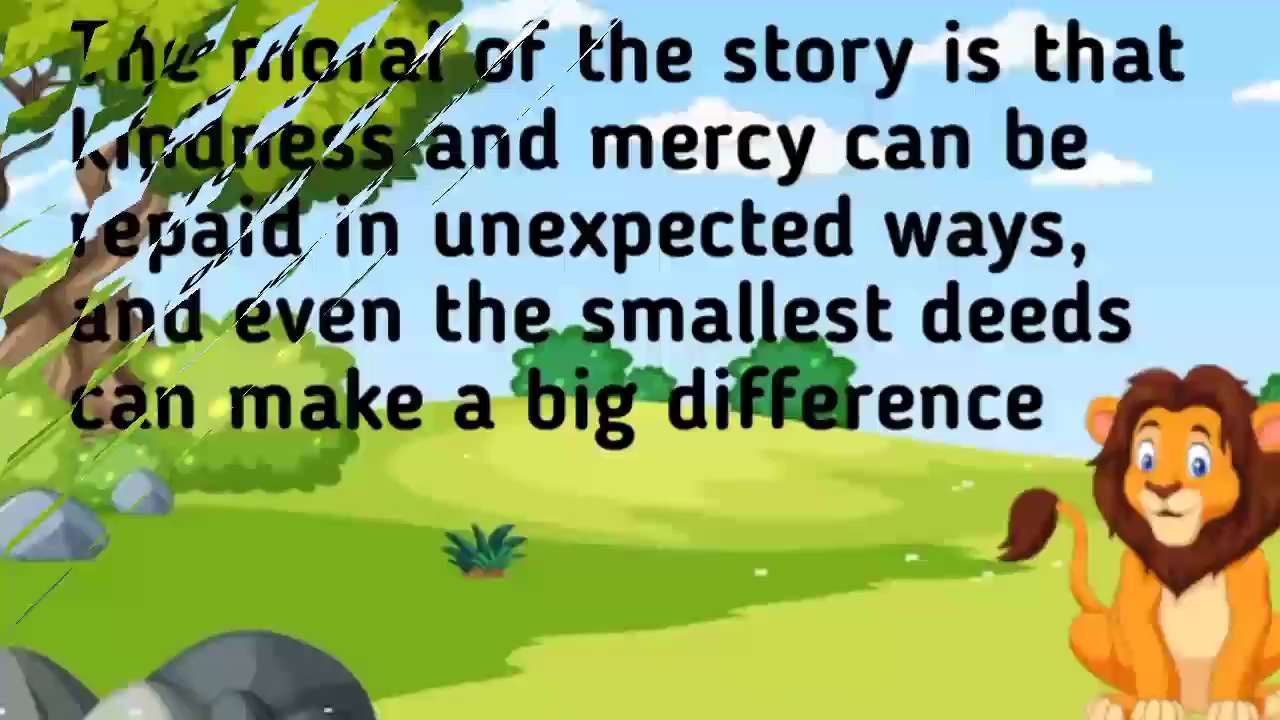 The moral of the story is that
kindness and mercy can be
repaid in unexpected ways,
and even the smallest deeds
can make a big difference